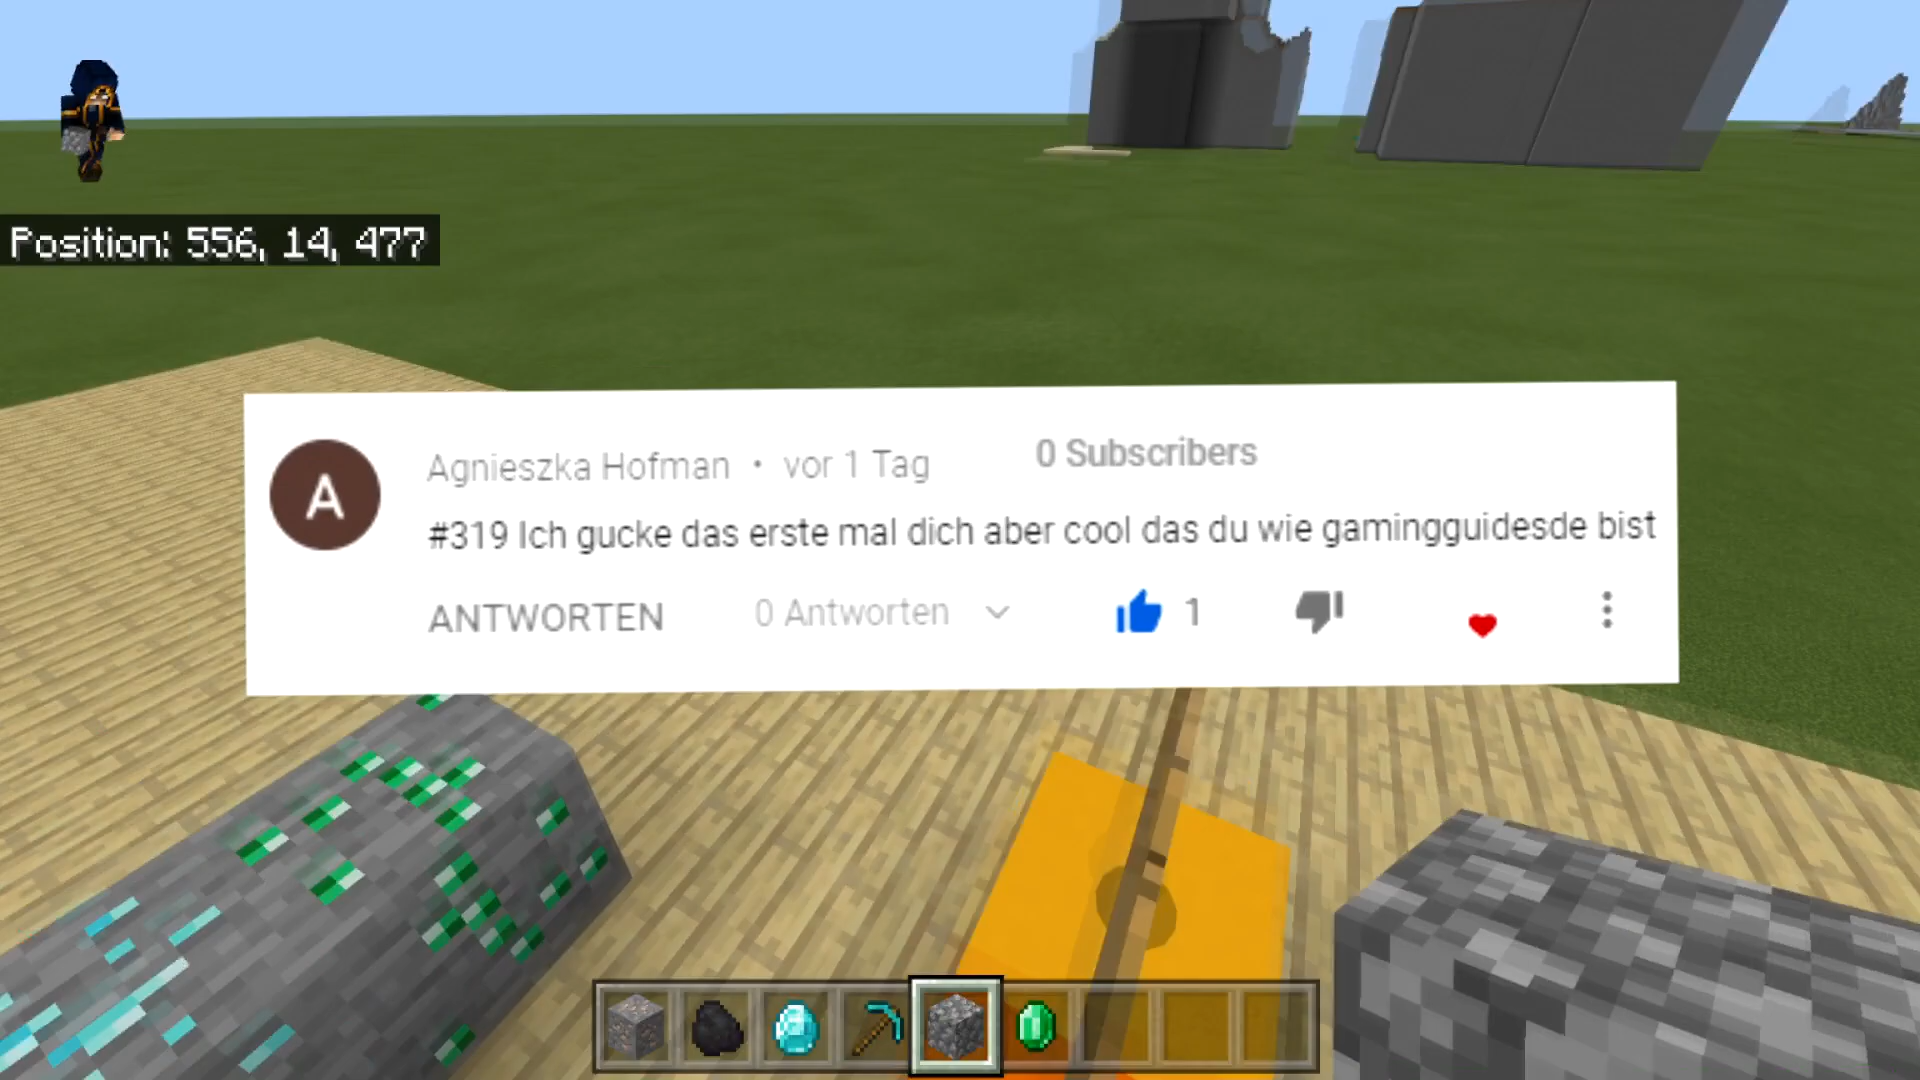 Position: 556, 14, 477
A
Agnieszka Hofman • vor 1 Tag
0 Subscribers
#319 Ich gucke das erste mal dich aber cool das du wie gamingguidesde bist
ANTWORTEN
0 Antworten
1